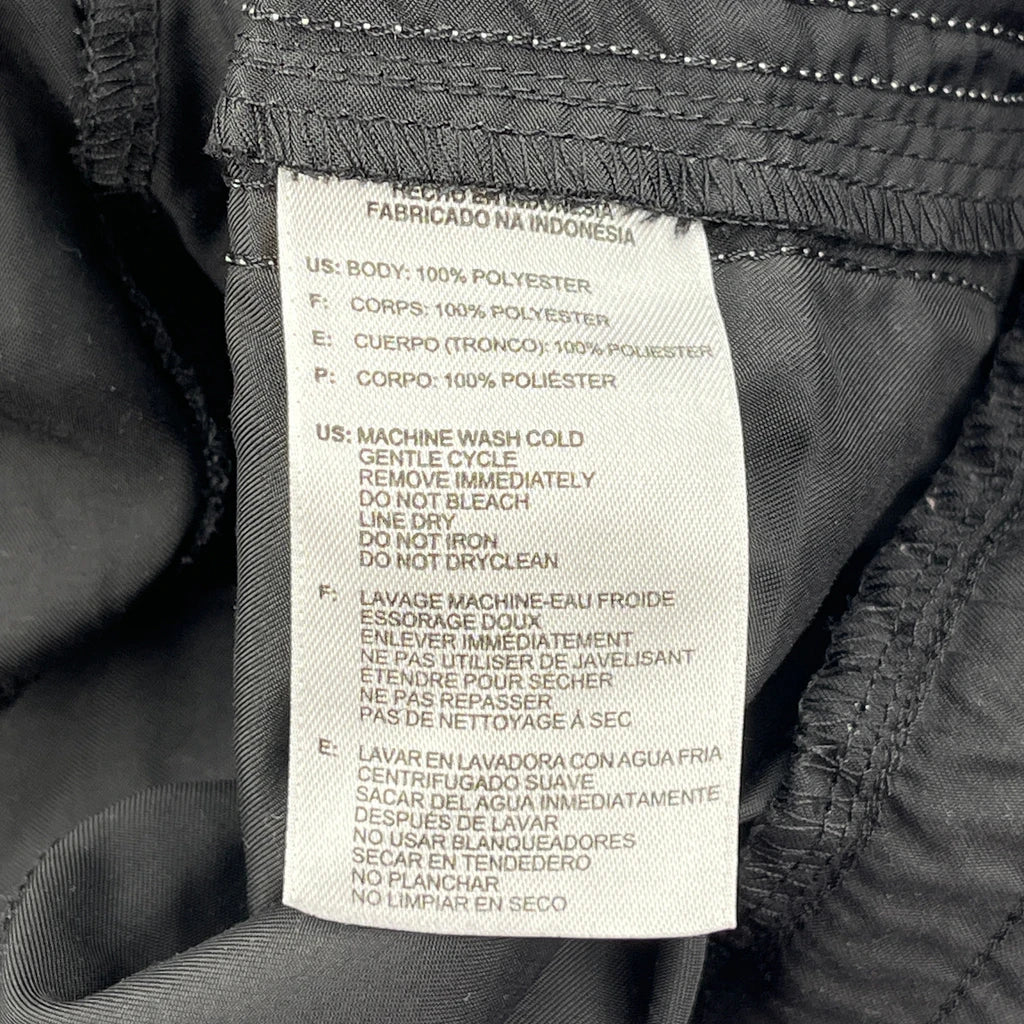 HECHO EN INDONESIA
FABRICADO NA INDONÉSIA
US: BODY: 100% POLYESTER
F: CORPS: 100% POLYESTER
E: CUERPO (TRONCO): 100% POLIESTER
P: CORPO: 100% POLIÉSTER
US: MACHINE WASH COLD
GENTLE CYCLE
REMOVE IMMEDIATELY
DO NOT BLEACH
LINE DRY
DO NOT IRON
DO NOT DRYCLEAN
F: LAVAGE MACHINE-EAU FROIDE
ESSORAGE DOUX
ENLEVER IMMÉDIATEMENT
NE PAS UTILISER DE JAVELISANT
ÉTENDRE POUR SÉCHER
NE PAS REPASSER
PAS DE NETTOYAGE À SEC
E: LAVAR EN LAVADORA CON AGUA FRIA
CENTRIFUGADO SUAVE
SACAR DEL AGUA INMEDIATAMENTE
DESPUÉS DE LAVAR
NO USAR BLANQUEADORES
SECAR EN TENDEDERO
NO PLANCHAR
NO LIMPIAR EN SECO